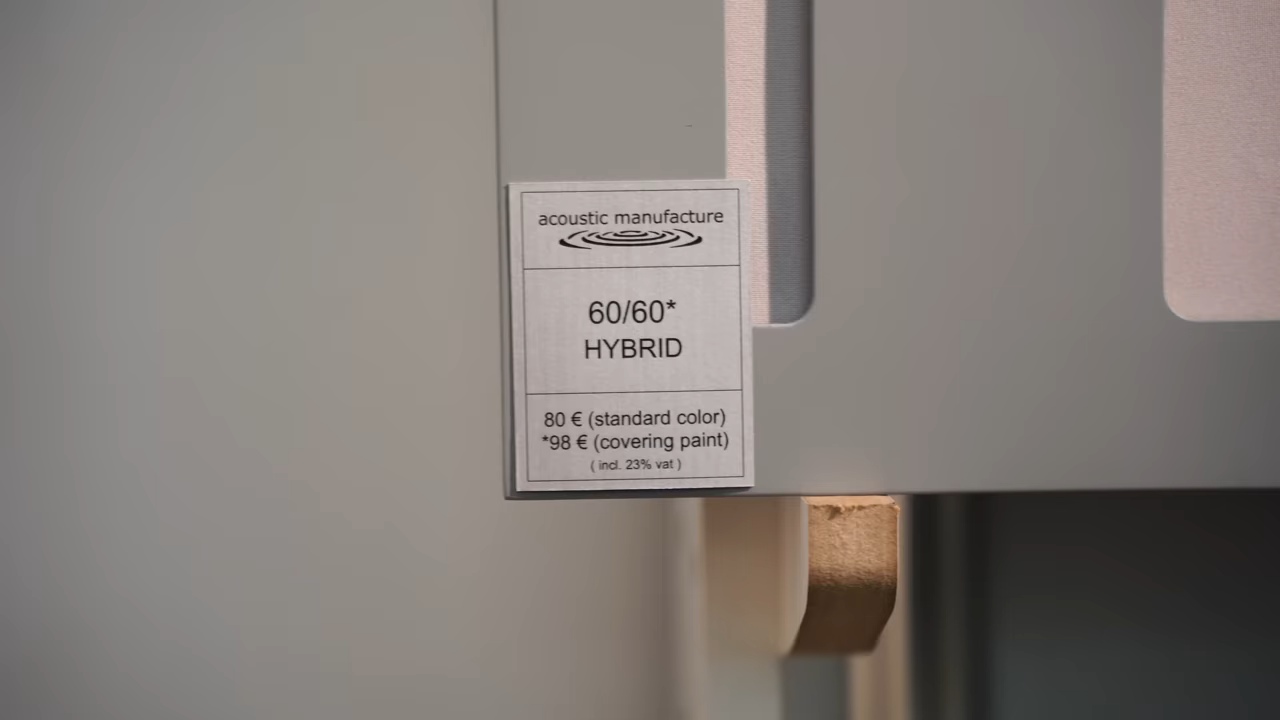 acoustic manufacture
60/60*
HYBRID
80 € (standard color)
*98 € (covering paint)
( incl. 23% vat )